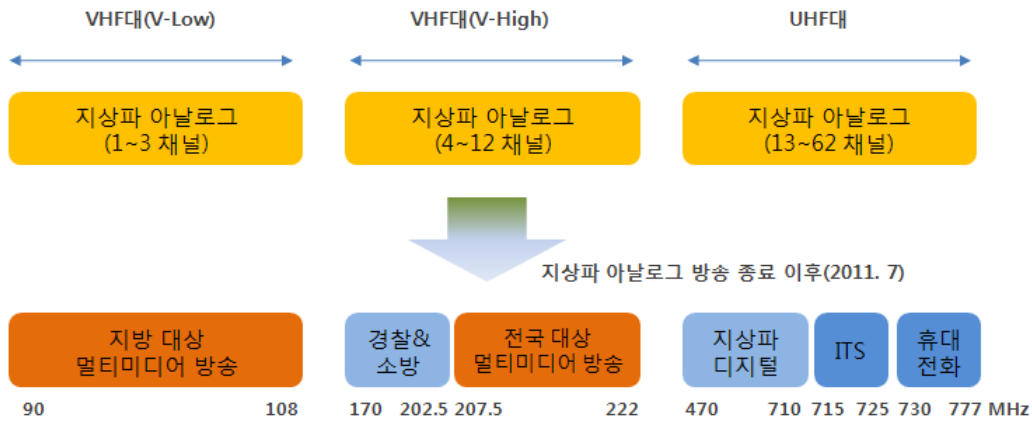 VHF대(V-Low)
VHF대(V-High)
UHF대
지상파 아날로그
(1~3 채널)
지상파 아날로그
(4~12 채널)
지상파 아날로그
(13~62 채널)
지상파 아날로그 방송 종료 이후(2011. 7)
지방 대상
멀티미디어 방송
경찰&
소방
전국 대상
멀티미디어 방송
지상파
디지털
ITS
휴대
전화
90 108 170 202.5 207.5 222 470 710 715 725 730 777 MHz